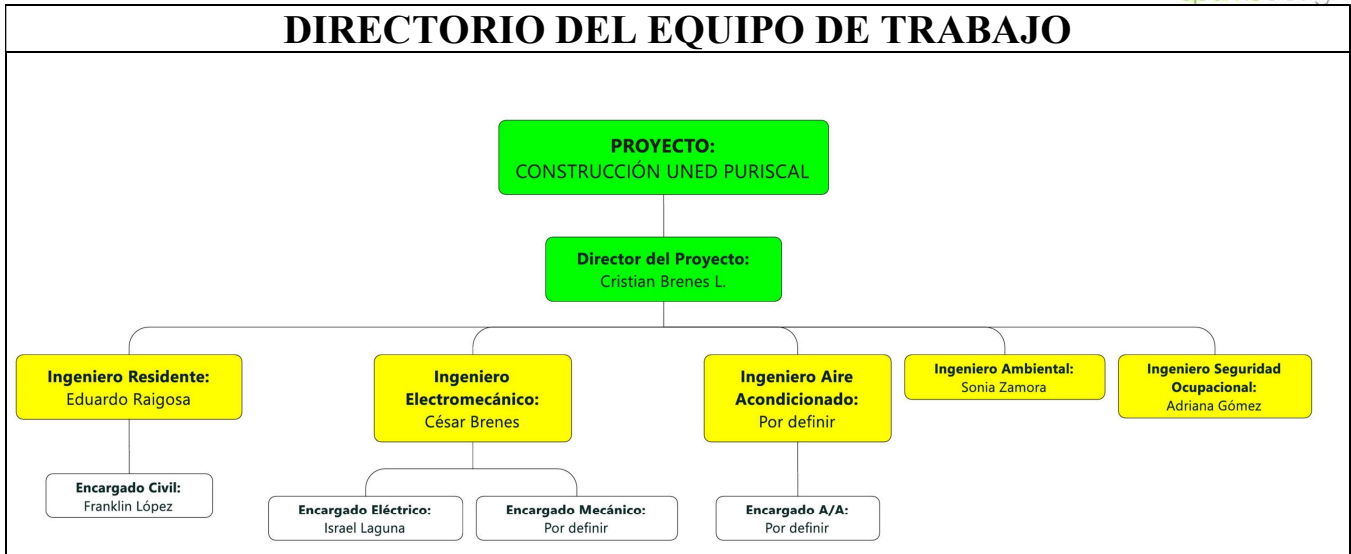 DIRECTORIO DEL EQUIPO DE TRABAJO
PROYECTO:
CONSTRUCCIÓN UNED PURISCAL
Director del Proyecto:
Cristian Brenes L.
Ingeniero Residente:
Eduardo Raigosa
Encargado Civil:
Franklin López
Ingeniero
Electromecánico:
César Brenes
Encargado Eléctrico:
Israel Laguna
Encargado Mecánico:
Por definir
Ingeniero Aire
Acondicionado:
Por definir
Encargado A/A:
Por definir
Ingeniero Ambiental:
Sonia Zamora
Ingeniero Seguridad
Ocupacional:
Adriana Gómez